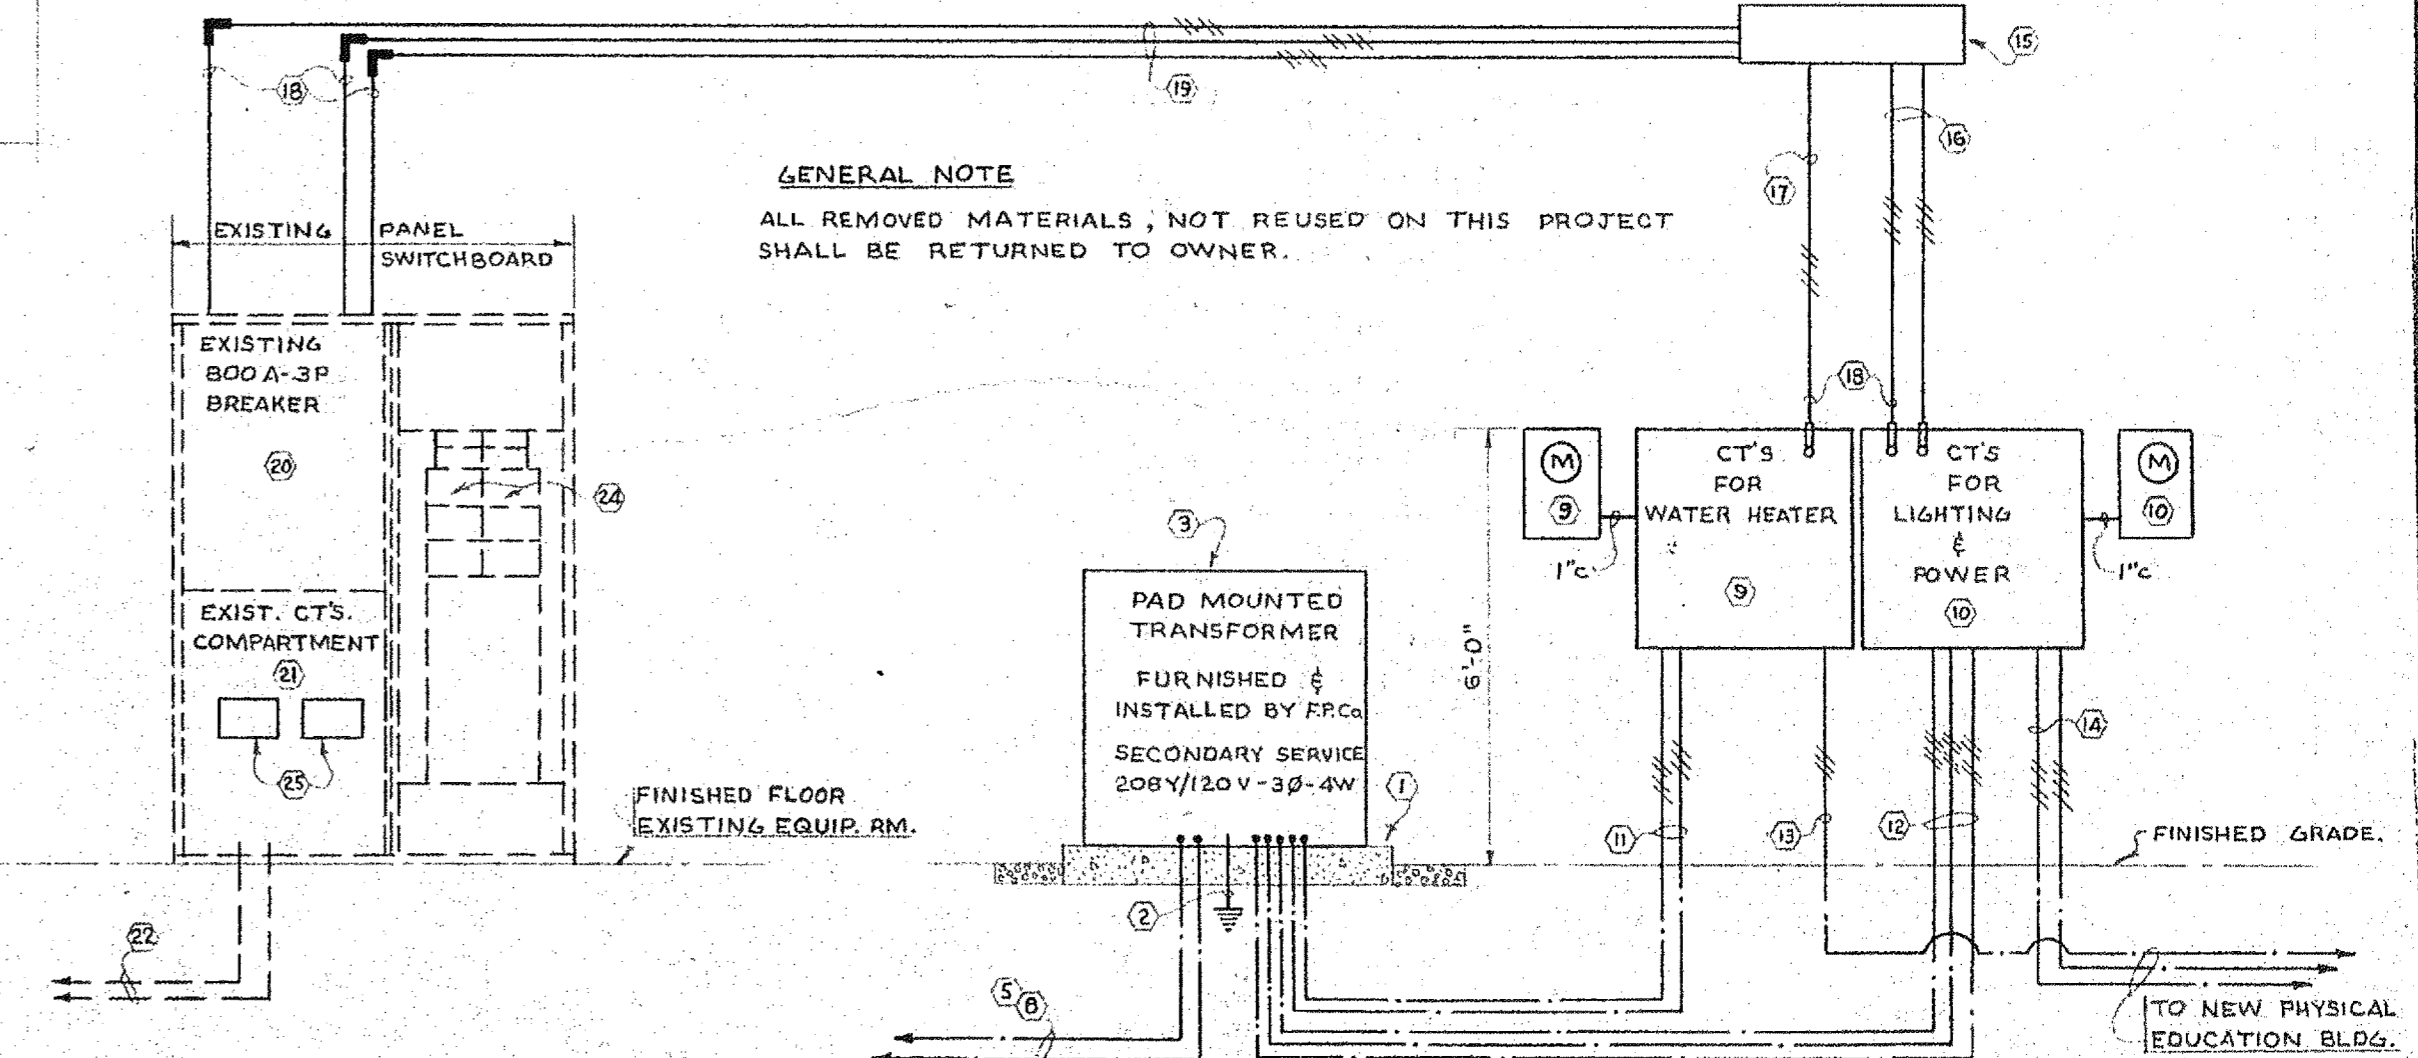 15
18
19
16
17
GENERAL NOTE
ALL REMOVED MATERIALS, NOT REUSED ON THIS PROJECT
SHALL BE RETURNED TO OWNER.
EXISTING PANEL
SWITCHBOARD
EXISTING
800 A-3P
BREAKER
20
24
18
M
9
CT'S
FOR
WATER HEATER
9
1"C
CT'S
FOR
LIGHTING
&
POWER
10
M
10
1"C
3
PAD MOUNTED
TRANSFORMER
FURNISHED &
INSTALLED BY F.P.Co
SECONDARY SERVICE
208Y/120V-3Ø-4W
1
6'-0"
EXIST. CT'S.
COMPARTMENT
21
25
FINISHED FLOOR
EXISTING EQUIP. RM.
11
13
12
14
FINISHED GRADE.
2
22
5
8
TO NEW PHYSICAL
EDUCATION BLDG.